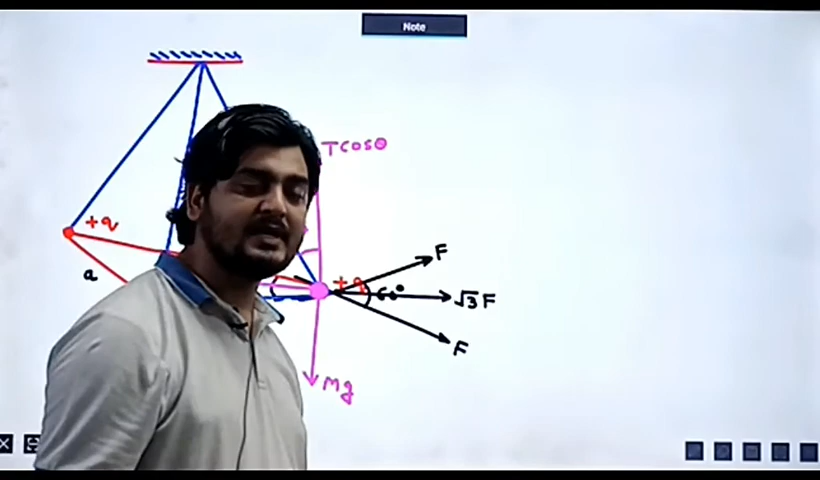 Note
Tcosθ
+q
F
a
+q
60°
√3F
F
Mg